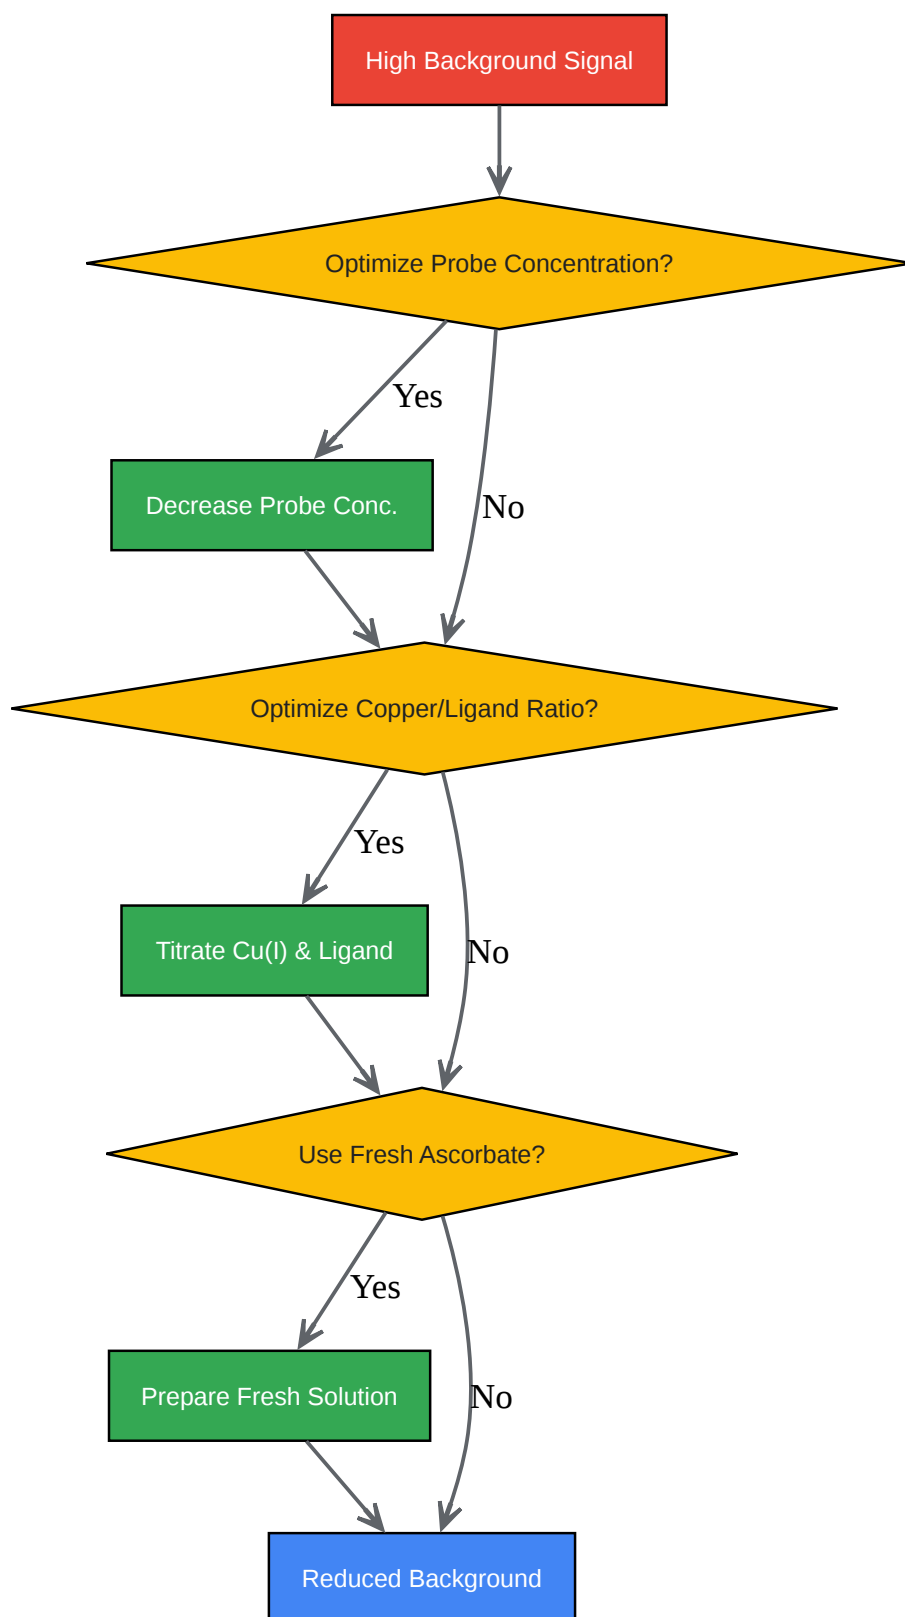 High Background Signal
Optimize Probe Concentration?
Yes
Decrease Probe Conc.
No
Optimize Copper/Ligand Ratio?
Yes
Titrate Cu(I) & Ligand
No
Use Fresh Ascorbate?
Yes
Prepare Fresh Solution
No
Reduced Background